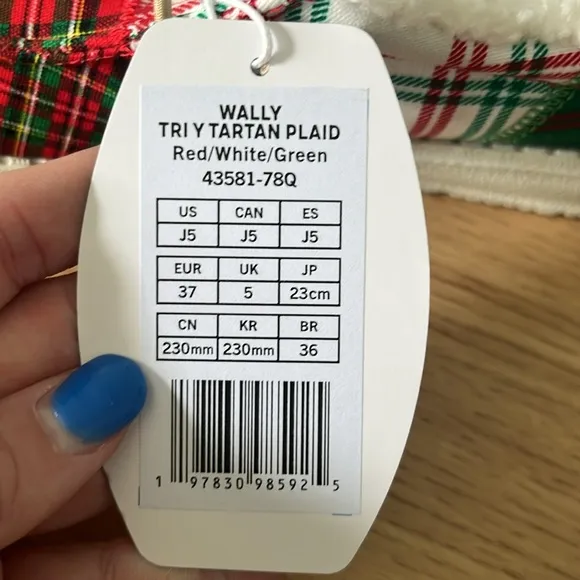 WALLY
TRI Y TARTAN PLAID
Red/White/Green
43581-78Q
US CAN ES
J5 J5 J5
EUR UK JP
37 5 23cm
CN KR BR
230mm 230mm 36
1 97830 98592 5